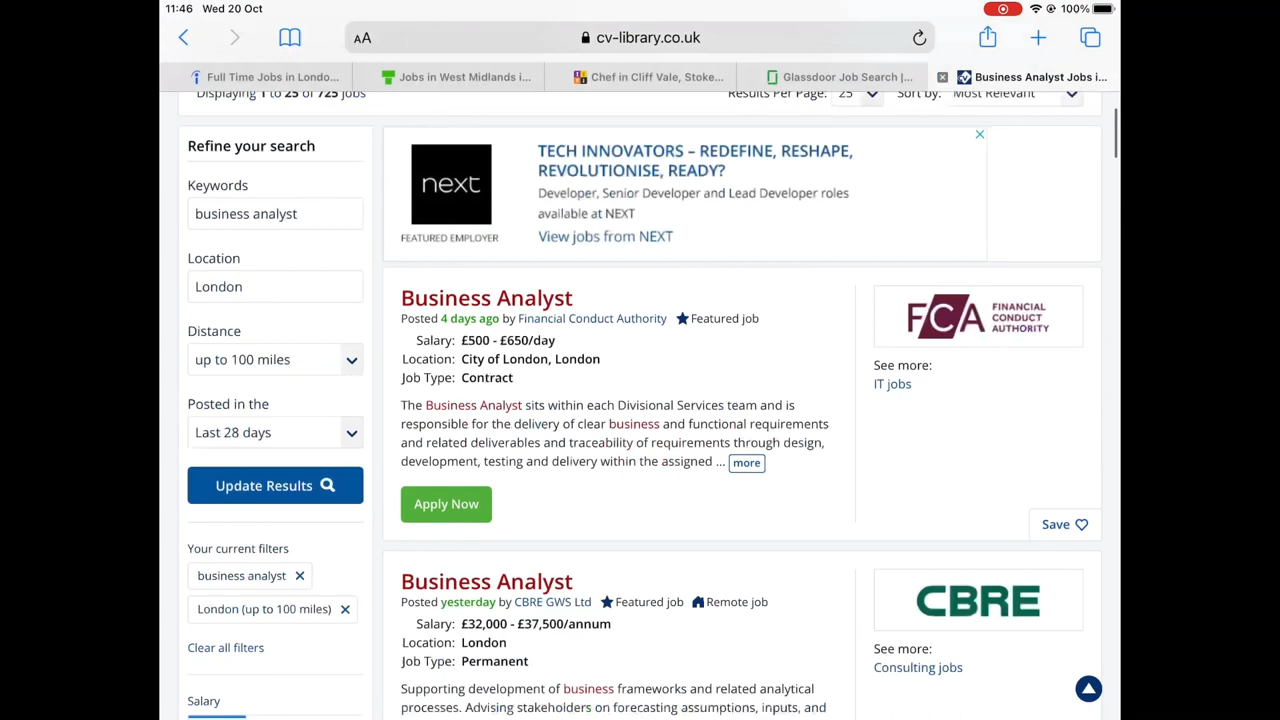 11:46 Wed 20 Oct
100%
AA
cv-library.co.uk
Full Time Jobs in Londo...
Jobs in West Midlands i...
Chef in Cliff Vale, Stoke...
Glassdoor Job Search |...
Business Analyst Jobs i...
Displaying 1 to 25 of 725 jobs
Results Per Page: 25
Sort by: Most Relevant
Refine your search
Keywords
business analyst
Location
London
Distance
up to 100 miles
Posted in the
Last 28 days
Update Results
Your current filters
business analyst
London (up to 100 miles)
Clear all filters
Salary
next
FEATURED EMPLOYER
TECH INNOVATORS – REDEFINE, RESHAPE,
REVOLUTIONISE, READY?
Developer, Senior Developer and Lead Developer roles
available at NEXT
View jobs from NEXT
Business Analyst
Posted 4 days ago by Financial Conduct Authority Featured job
Salary: £500 - £650/day
Location: City of London, London
Job Type: Contract
The Business Analyst sits within each Divisional Services team and is
responsible for the delivery of clear business and functional requirements
and related deliverables and traceability of requirements through design,
development, testing and delivery within the assigned ... more
Apply Now
FCA FINANCIAL
CONDUCT
AUTHORITY
See more:
IT jobs
Save
Business Analyst
Posted yesterday by CBRE GWS Ltd Featured job Remote job
Salary: £32,000 - £37,500/annum
Location: London
Job Type: Permanent
Supporting development of business frameworks and related analytical
processes. Advising stakeholders on forecasting assumptions, inputs, and
CBRE
See more:
Consulting jobs